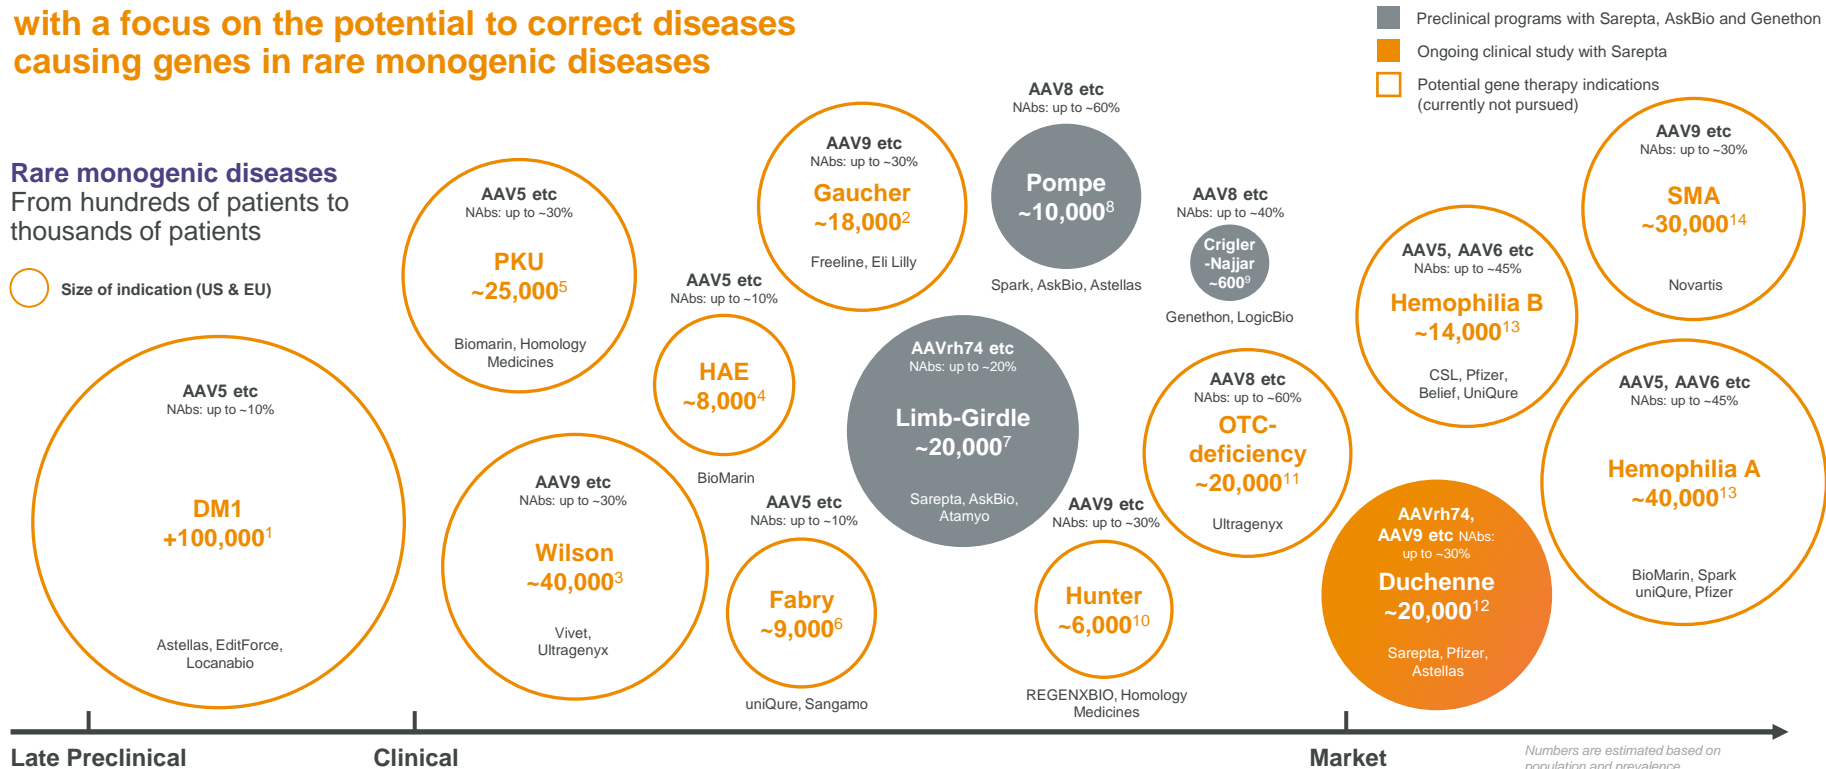 with a focus on the potential to correct diseases
causing genes in rare monogenic diseases
Preclinical programs with Sarepta, AskBio and Genethon
Ongoing clinical study with Sarepta
Potential gene therapy indications
(currently not pursued)
Rare monogenic diseases
From hundreds of patients to
thousands of patients
Size of indication (US & EU)
AAV5 etc
NAbs: up to ~10%
DM1
+100,000¹
Astellas, EditForce,
Locanabio
AAV5 etc
NAbs: up to ~30%
PKU
~25,000⁵
Biomarin, Homology
Medicines
AAV9 etc
NAbs: up to ~30%
Wilson
~40,000³
Vivet,
Ultragenyx
AAV5 etc
NAbs: up to ~10%
HAE
~8,000⁴
BioMarin
AAV5 etc
NAbs: up to ~10%
Fabry
~9,000⁶
uniQure, Sangamo
AAV9 etc
NAbs: up to ~30%
Gaucher
~18,000²
Freeline, Eli Lilly
AAVrh74 etc
NAbs: up to ~20%
Limb-Girdle
~20,000⁷
Sarepta, AskBio,
Atamyo
AAV8 etc
NAbs: up to ~60%
Pompe
~10,000⁸
Spark, AskBio, Astellas
AAV9 etc
NAbs: up to ~30%
Hunter
~6,000¹⁰
REGENXBIO, Homology
Medicines
AAV8 etc
NAbs: up to ~40%
Crigler
-Najjar
~600⁹
Genethon, LogicBio
AAV8 etc
NAbs: up to ~60%
OTC-
deficiency
~20,000¹¹
Ultragenyx
AAV5, AAV6 etc
NAbs: up to ~45%
Hemophilia B
~14,000¹³
CSL, Pfizer,
Belief, UniQure
AAVrh74,
AAV9 etc NAbs:
up to ~30%
Duchenne
~20,000¹²
Sarepta, Pfizer,
Astellas
AAV9 etc
NAbs: up to ~30%
SMA
~30,000¹⁴
Novartis
AAV5, AAV6 etc
NAbs: up to ~45%
Hemophilia A
~40,000¹³
BioMarin, Spark
uniQure, Pfizer
Late Preclinical
Clinical
Market
Numbers are estimated based on
population and prevalence